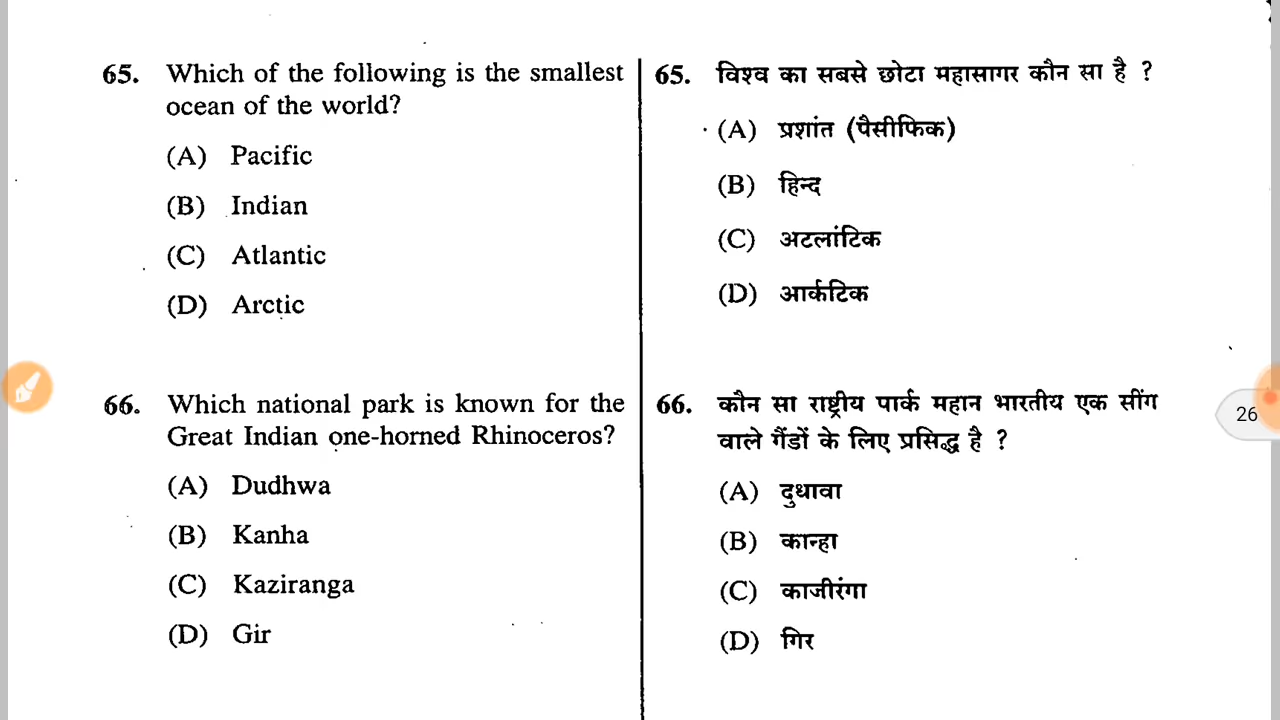 65. Which of the following is the smallest
ocean of the world?
(A) Pacific
(B) Indian
(C) Atlantic
(D) Arctic
66. Which national park is known for the
Great Indian one-horned Rhinoceros?
(A) Dudhwa
(B) Kanha
(C) Kaziranga
(D) Gir
65. विश्व का सबसे छोटा महासागर कौन सा है ?
(A) प्रशांत (पैसीफिक)
(B) हिन्द
(C) अटलांटिक
(D) आर्कटिक
66. कौन सा राष्ट्रीय पार्क महान भारतीय एक सींग
वाले गैंडों के लिए प्रसिद्ध है ?
(A) दुधावा
(B) कान्हा
(C) काजीरंगा
(D) गिर
26